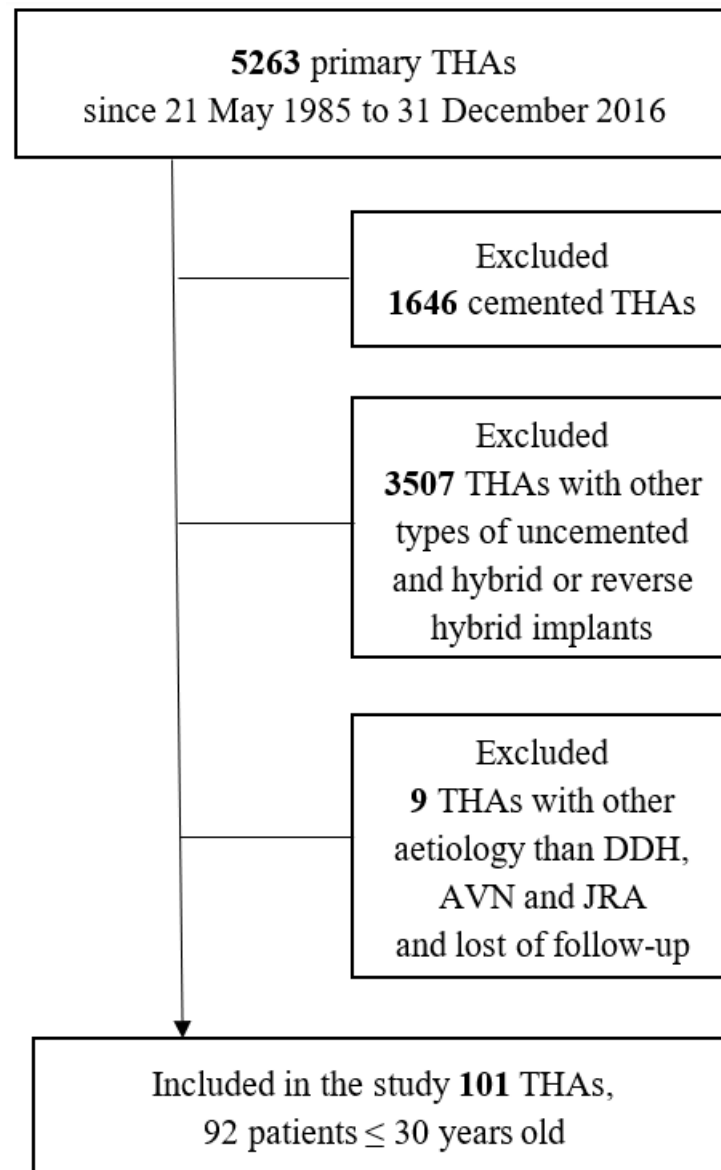 5263 primary THAs
since 21 May 1985 to 31 December 2016
Excluded
1646 cemented THAs
Excluded
3507 THAs with other
types of uncemented
and hybrid or reverse
hybrid implants
Excluded
9 THAs with other
aetiology than DDH,
AVN and JRA
and lost of follow-up
Included in the study 101 THAs,
92 patients ≤ 30 years old